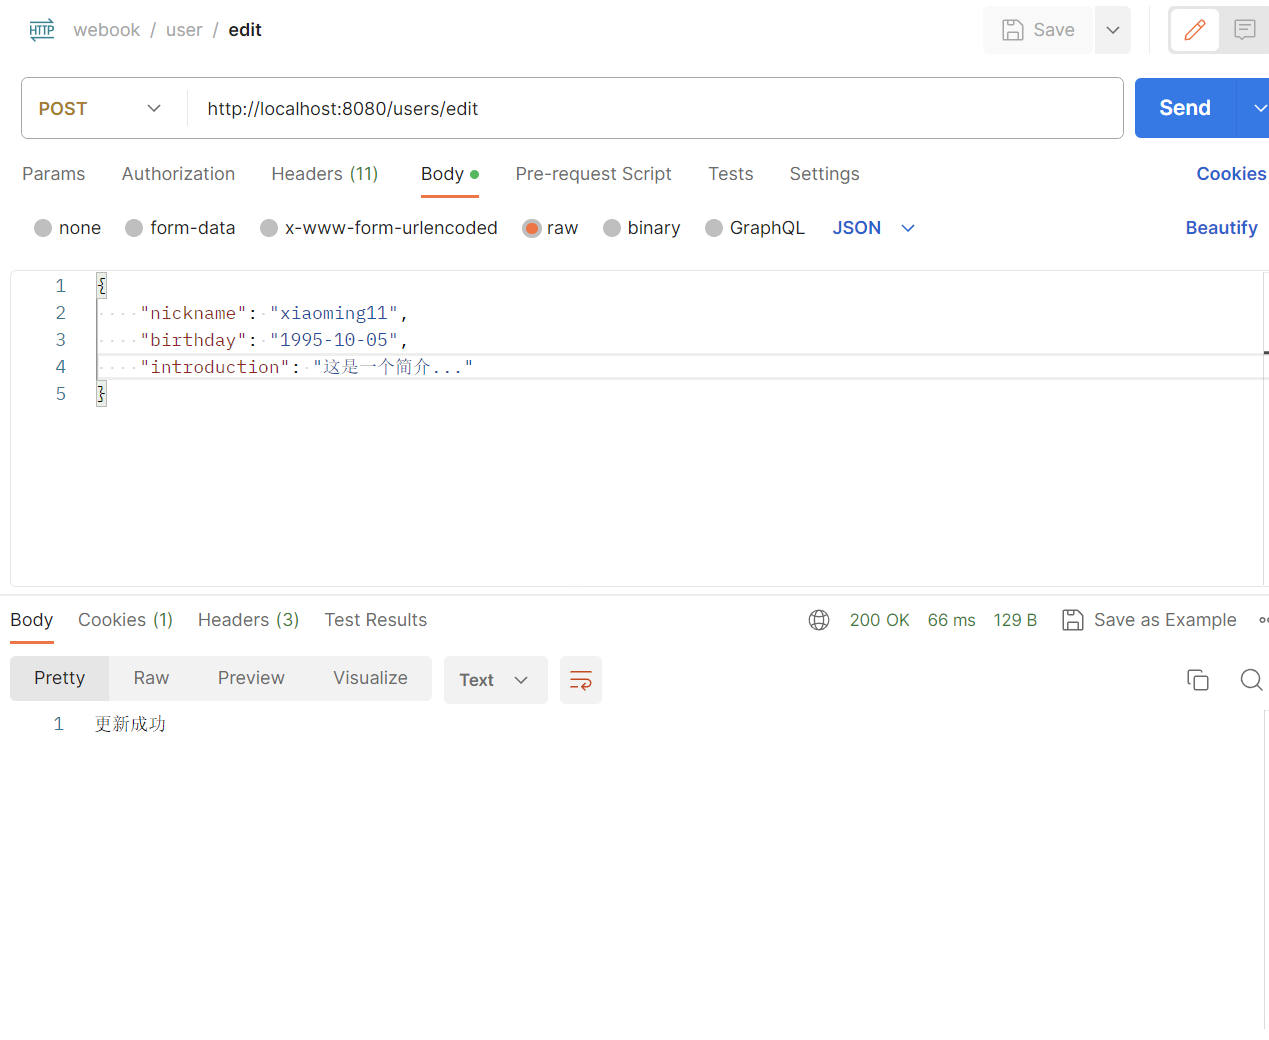 HTTP webook / user / edit Save
POST http://localhost:8080/users/edit Send
Params Authorization Headers (11) Body Pre-request Script Tests Settings Cookies
none form-data x-www-form-urlencoded raw binary GraphQL JSON Beautify
1 {
2 "nickname": "xiaoming11",
3 "birthday": "1995-10-05",
4 "introduction": "这是一个简介..."
5 }
Body Cookies (1) Headers (3) Test Results 200 OK 66 ms 129 B Save as Example
Pretty Raw Preview Visualize Text
1 更新成功